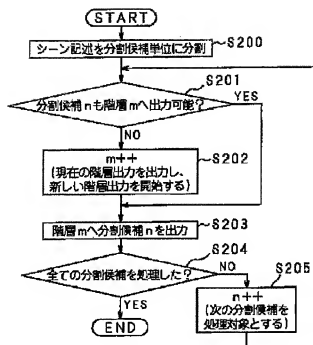 START
シーン記述を分割候補単位に分割
S200
S201
分割候補nも階層mへ出力可能?
YES
NO
m++
(現在の階層出力を出力し、
新しい階層出力を開始する)
S202
階層mへ分割候補nを出力
S203
S204
全ての分割候補を処理した?
NO
S205
YES
n++
(次の分割候補を
処理対象とする)
END